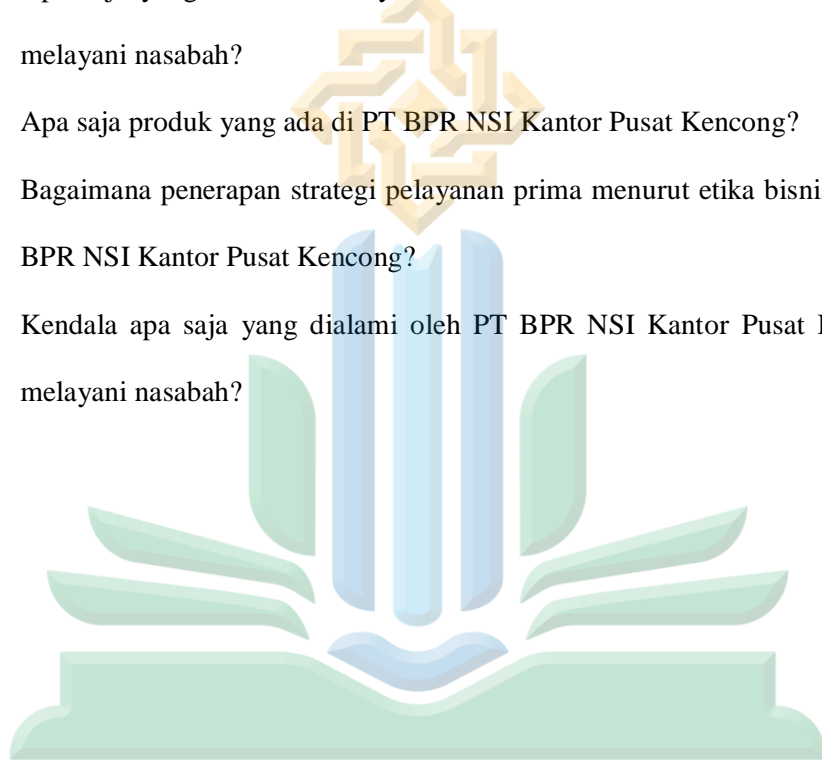 melayani nasabah?
Apa saja produk yang ada di PT BPR NSI Kantor Pusat Kencong?
Bagaimana penerapan strategi pelayanan prima menurut etika bisni
BPR NSI Kantor Pusat Kencong?
Kendala apa saja yang dialami oleh PT BPR NSI Kantor Pusat
melayani nasabah?